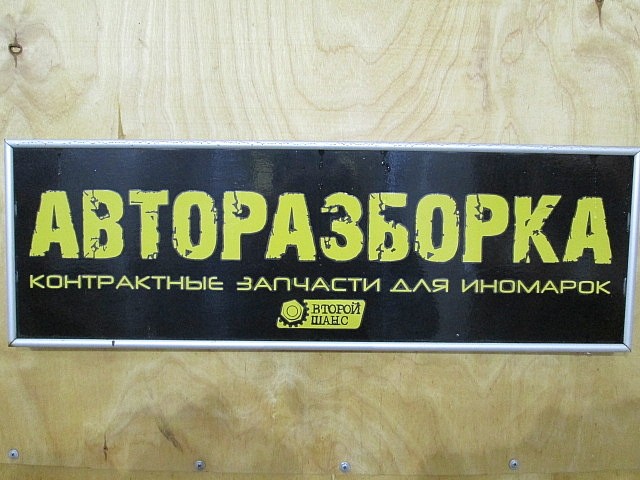 АВТОРАЗБОРКА
КОНТРАКТНЫЕ ЗАПЧАСТИ ДЛЯ ИНОМАРОК
ВТОРОЙ
ШАНС